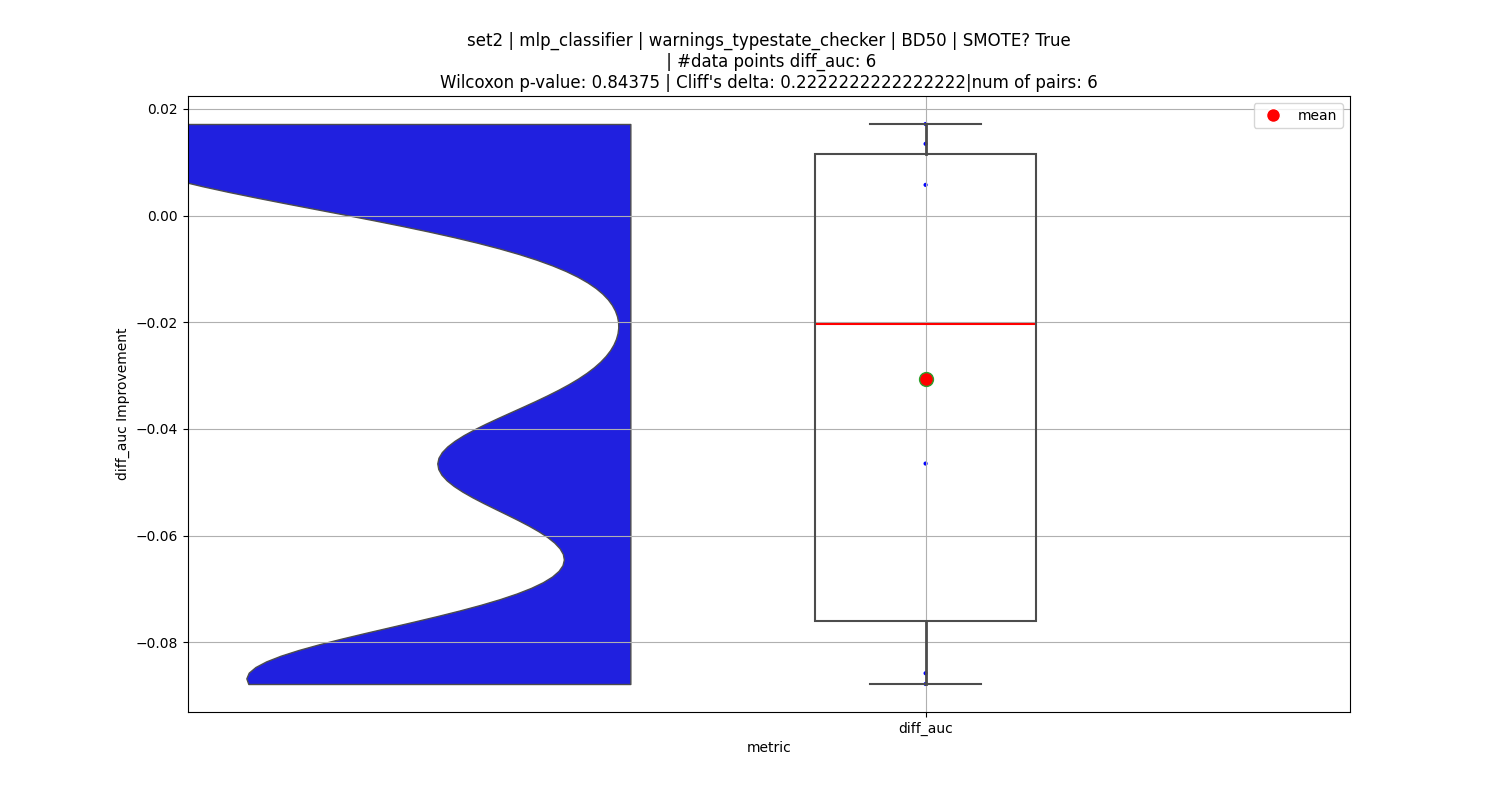 set2 | mlp_classifier | warnings_typestate_checker | BD50 | SMOTE? True
| #data points diff_auc: 6
Wilcoxon p-value: 0.84375 | Cliff's delta: 0.2222222222222222|num of pairs: 6
mean
0.02
0.00
−0.02
−0.04
−0.06
−0.08
diff_auc Improvement
diff_auc
metric